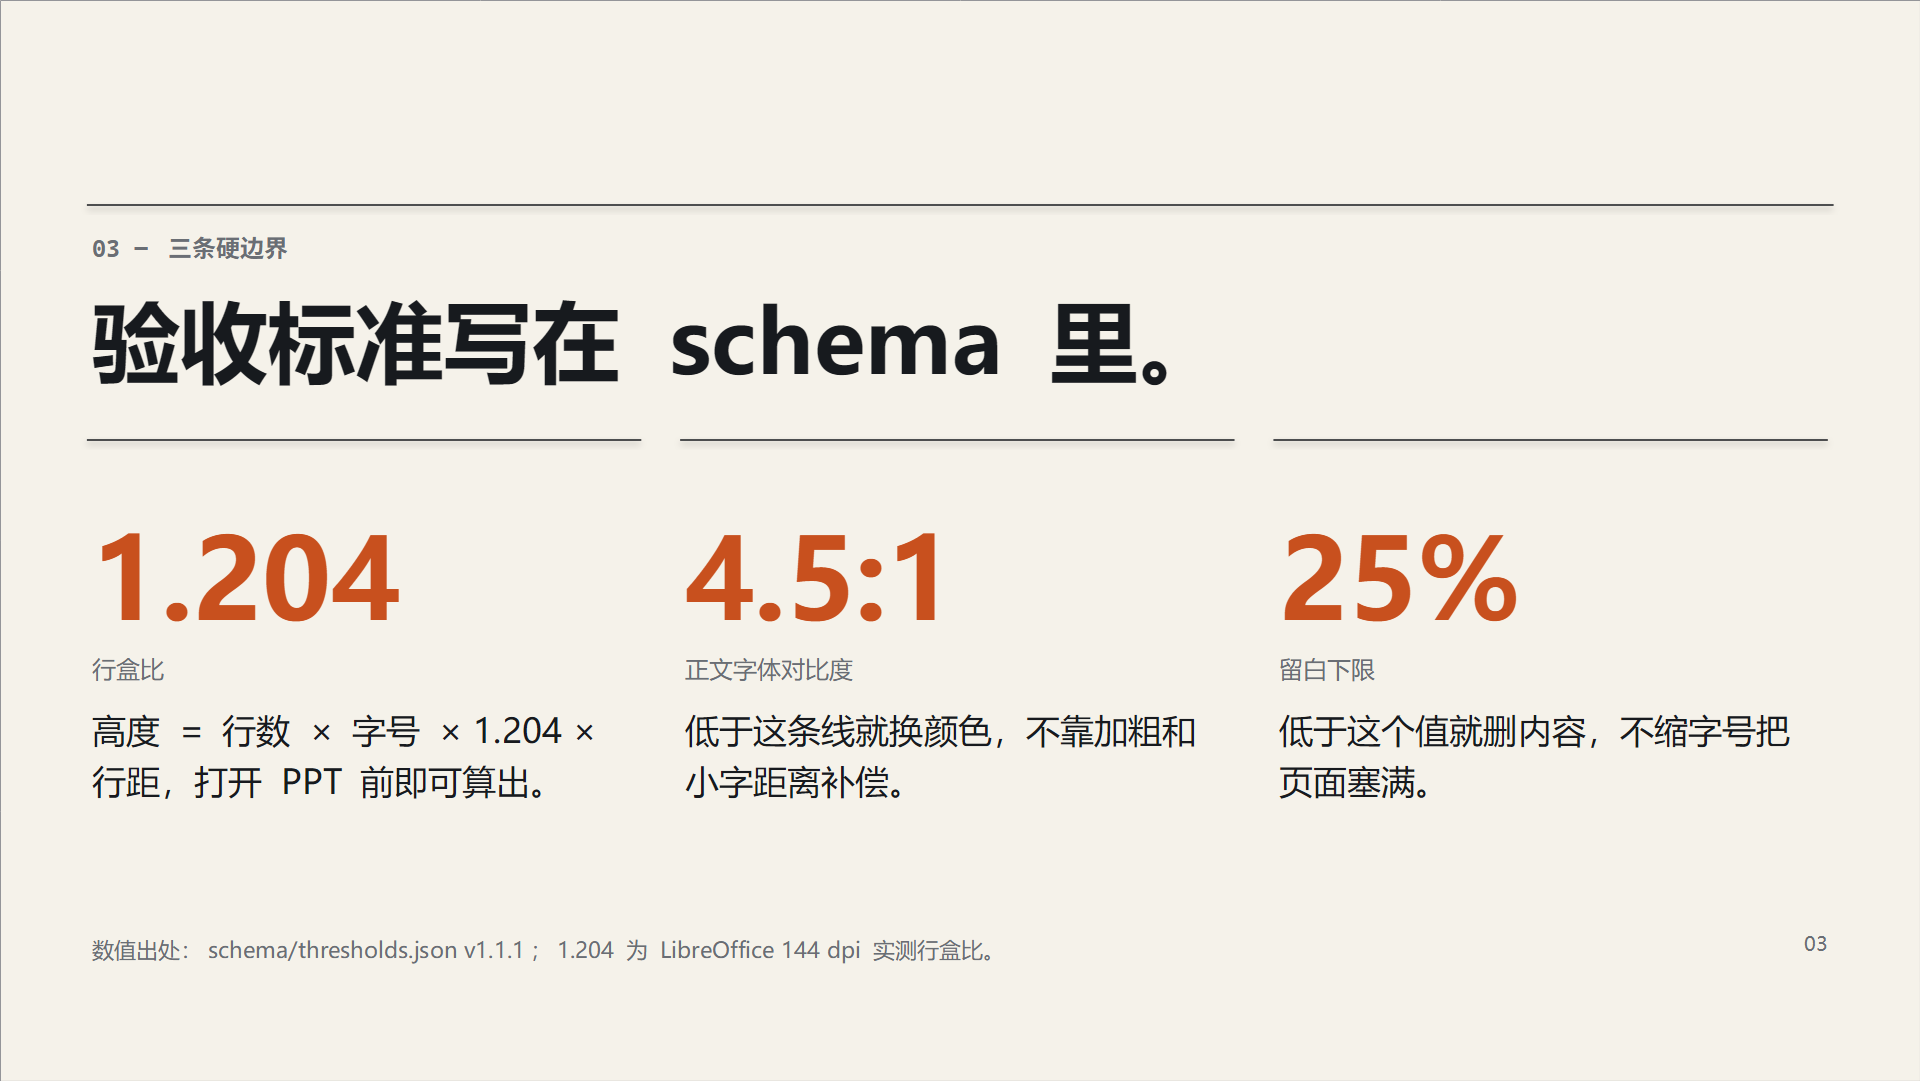 03 — 三条硬边界
验收标准写在 schema 里。
1.204
行盒比
高度 = 行数 × 字号 × 1.204 ×
行距，打开 PPT 前即可算出。
4.5:1
正文字体对比度
低于这条线就换颜色，不靠加粗和
小字距离补偿。
25%
留白下限
低于这个值就删内容，不缩字号把
页面塞满。
数值出处： schema/thresholds.json v1.1.1； 1.204 为 LibreOffice 144 dpi 实测行盒比。
03